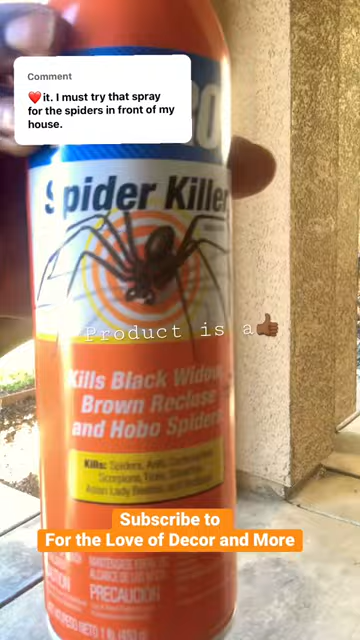 Comment
❤️it. I must try that spray
for the spiders in front of my
house.
Spider Killer
Product is a👍🏾
Kills Black Widow,
Brown Recluse
and Hobo Spiders
Kills: Spiders, Ants,
Scorpions, Ticks,
Asian Lady Beetles
Subscribe to
For the Love of Decor and More
PRECAUCIÓN